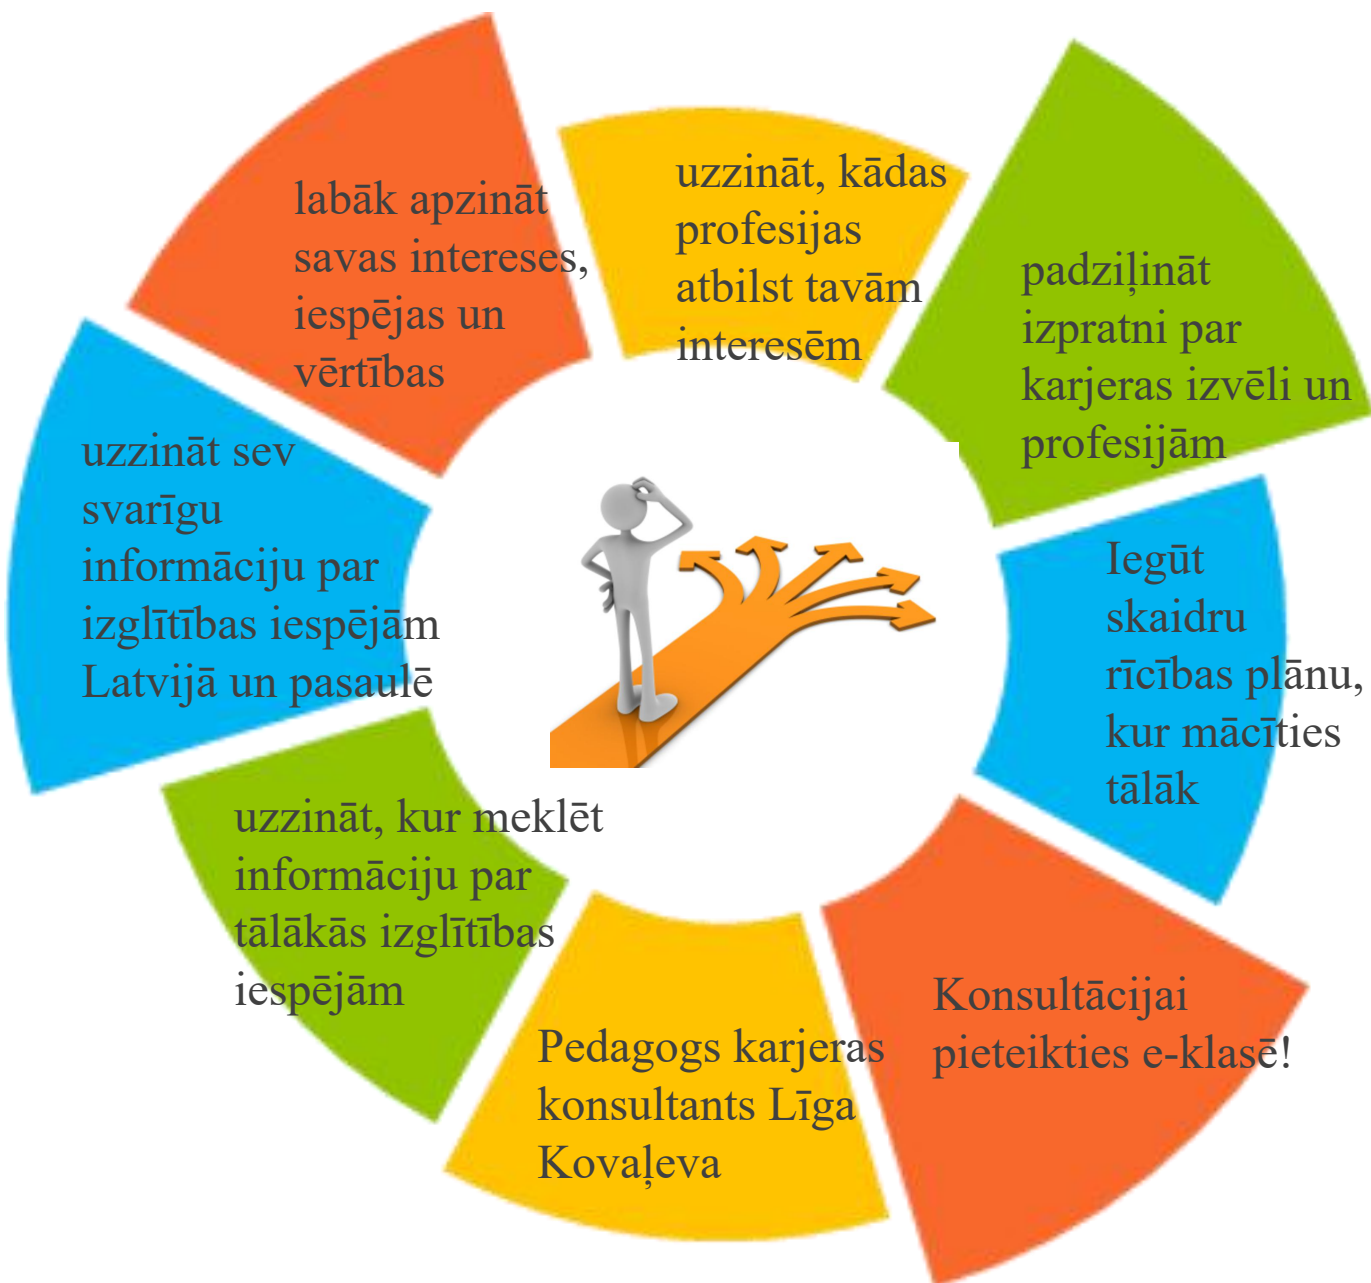 labāk apzināt
savas intereses,
iespējas un
vērtības
uzzināt, kādas
profesijas
atbilst tavām
interesēm
padziļināt
izpratni par
karjeras izvēli un
profesijām
Iegūt
skaidru
rīcības plānu,
kur mācīties
tālāk
Konsultācijai
pieteikties e-klasē!
Pedagogs karjeras
konsultants Līga
Kovaļeva
uzzināt, kur meklēt
informāciju par
tālākās izglītības
iespējām
uzzināt sev
svarīgu
informāciju par
izglītības iespējām
Latvijā un pasaulē